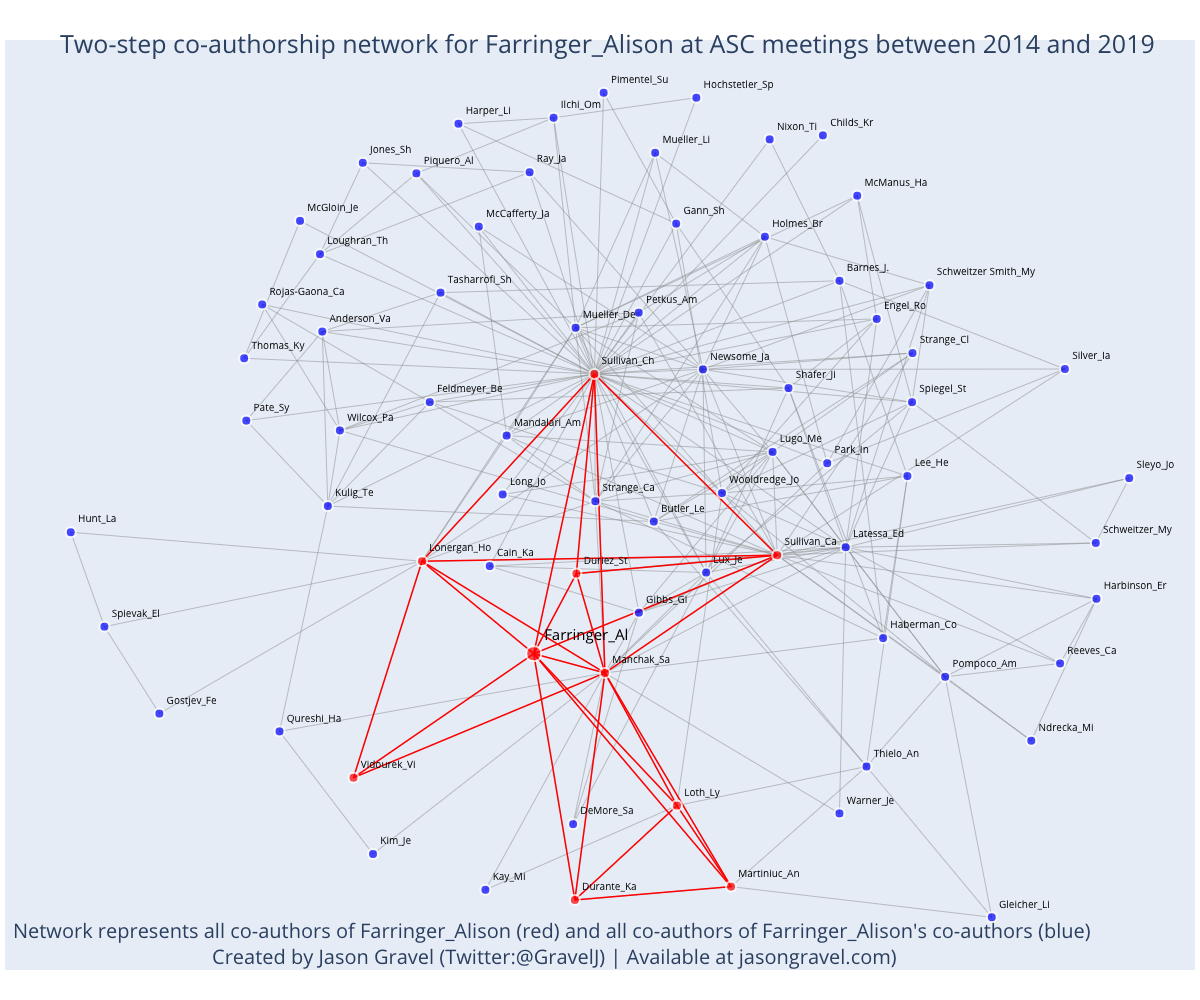 Two-step co-authorship network for Farringer_Alison at ASC meetings between 2014 and 2019
Pimentel_Su
Hochstetler_Sp
Ilchi_Om
Harper_Li
Nixon_Ti
Childs_Kr
Mueller_Li
Jones_Sh
Piquero_Al
Ray_Ja
McManus_Ha
McGloin_Je
McCafferty_Ja
Gann_Sh
Holmes_Br
Loughran_Th
Barnes_J.
Schweitzer Smith_My
Tasharrofi_Sh
Rojas-Gaona_Ca
Petkus_Am
Engel_Ro
Anderson_Va
Mueller_De
Thomas_Ky
Sullivan_Ch
Newsome_Ja
Strange_Cl
Silver_Ia
Shafer_Ji
Feldmeyer_Be
Spiegel_St
Pate_Sy
Wilcox_Pa
Mandalari_Am
Lugo_Me
Park_In
Lee_He
Sleyo_Jo
Long_Jo
Strange_Ca
Wooldredge_Jo
Kulig_Te
Butler_Le
Hunt_La
Schweitzer_My
Latessa_Ed
Sullivan_Ca
Lonergan_Ho
Cain_Ka
Duriez_St
Lux_Je
Harbinson_Er
Spievak_El
Gibbs_Gl
Farringer_Al
Haberman_Co
Manchak_Sa
Reeves_Ca
Pompoco_Am
Gostjev_Fe
Qureshi_Ha
Ndrecka_Mi
Vidourek_Vi
Thielo_An
Loth_Ly
Warner_Je
DeMore_Sa
Kim_Je
Kay_Mi
Durante_Ka
Martiniuc_An
Gleicher_Li
Network represents all co-authors of Farringer_Alison (red) and all co-authors of Farringer_Alison's co-authors (blue)
Created by Jason Gravel (Twitter:@GravelJ) | Available at jasongravel.com)